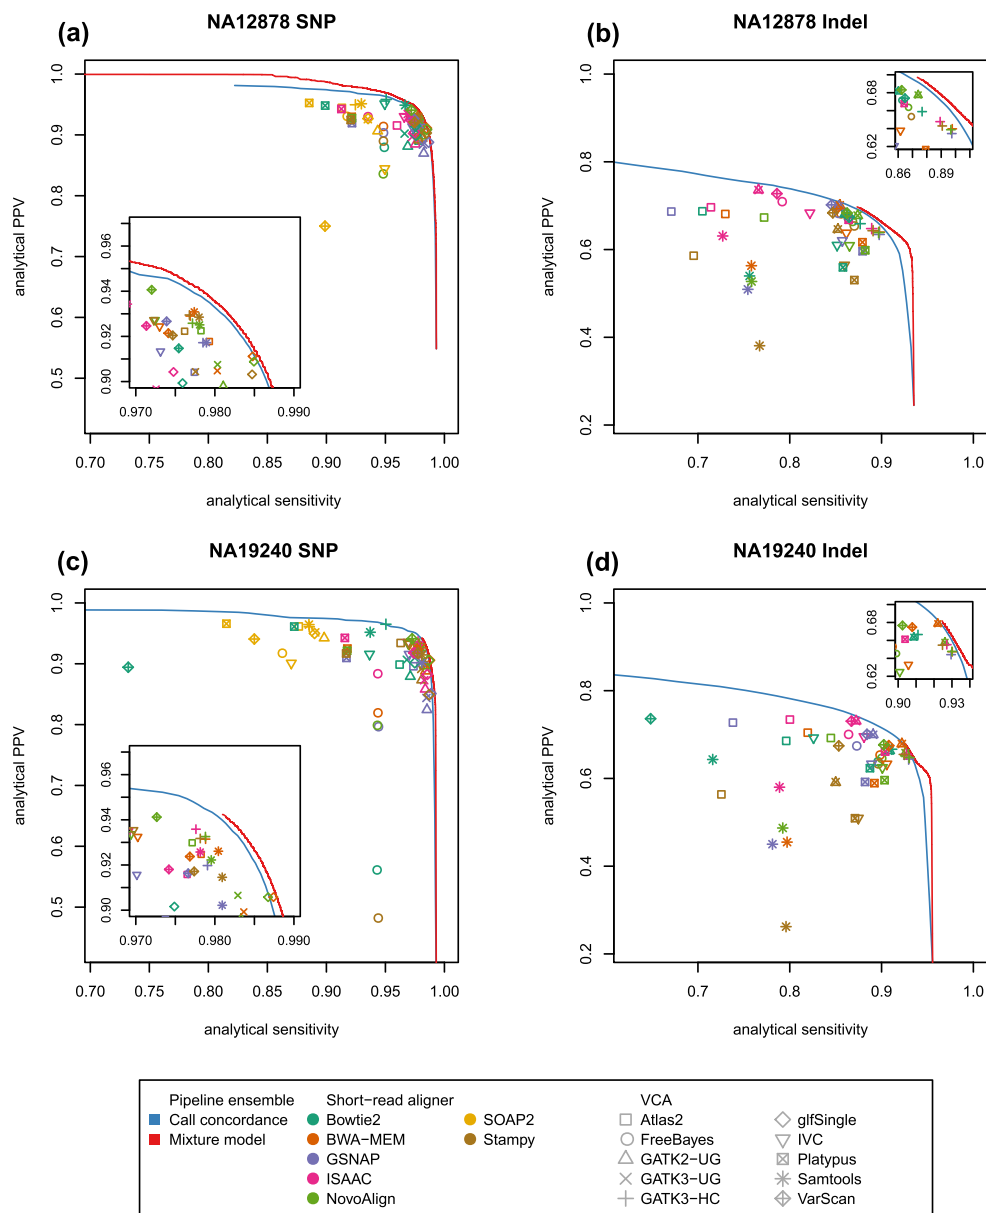 (a)
NA12878 SNP
analytical PPV
1.0
0.9
0.8
0.7
0.6
0.5
0.96
0.94
0.92
0.90
0.970
0.980
0.990
0.70 0.75 0.80 0.85 0.90 0.95 1.00
analytical sensitivity
(b)
NA12878 Indel
analytical PPV
1.0
0.8
0.6
0.4
0.2
0.68
0.62
0.86 0.89
0.7 0.8 0.9 1.0
analytical sensitivity
(c)
NA19240 SNP
analytical PPV
1.0
0.9
0.8
0.7
0.6
0.5
0.96
0.94
0.92
0.90
0.970
0.980
0.990
0.70 0.75 0.80 0.85 0.90 0.95 1.00
analytical sensitivity
(d)
NA19240 Indel
analytical PPV
1.0
0.8
0.6
0.4
0.2
0.68
0.62
0.90 0.93
0.7 0.8 0.9 1.0
analytical sensitivity
Pipeline ensemble
Call concordance
Mixture model
Short−read aligner
Bowtie2
BWA−MEM
GSNAP
ISAAC
NovoAlign
SOAP2
Stampy
VCA
Atlas2
FreeBayes
GATK2−UG
GATK3−UG
GATK3−HC
glfSingle
IVC
Platypus
Samtools
VarScan